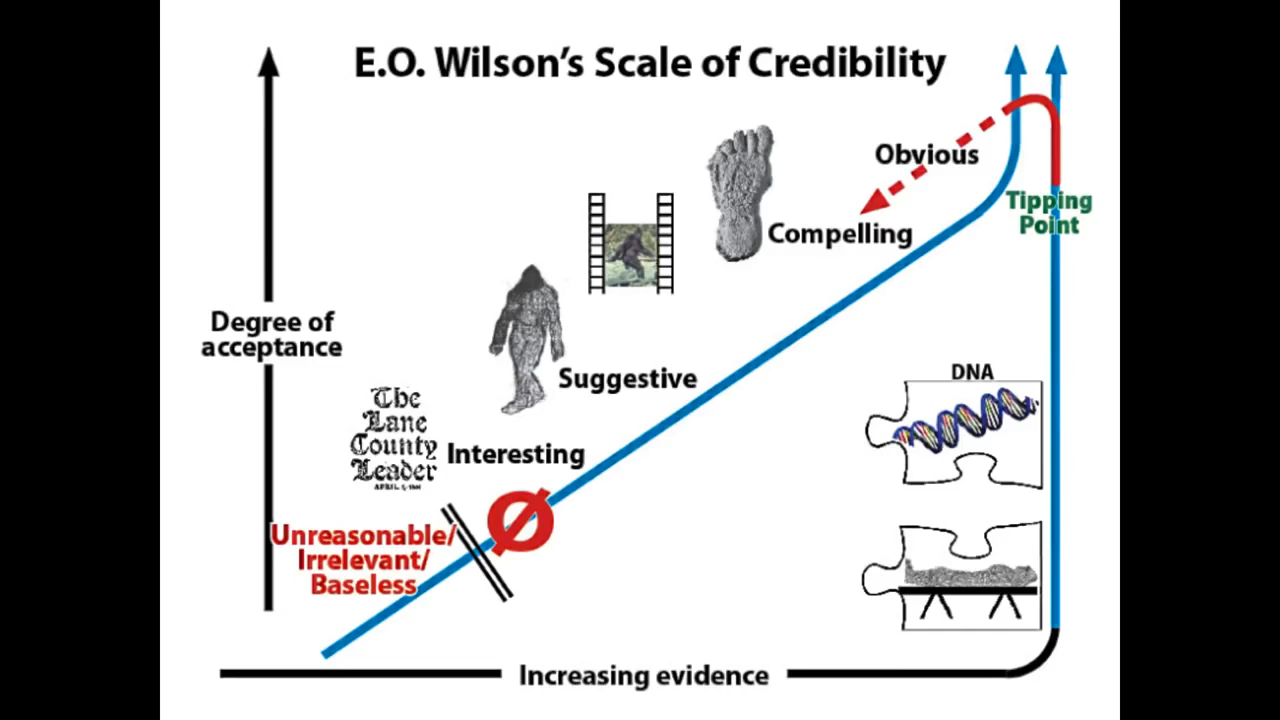 E.O. Wilson's Scale of Credibility
Obvious
Tipping
Point
Compelling
Degree of
acceptance
DNA
Suggestive
The
Lane
County
Leader
Interesting
Unreasonable/
Irrelevant/
Baseless
Increasing evidence